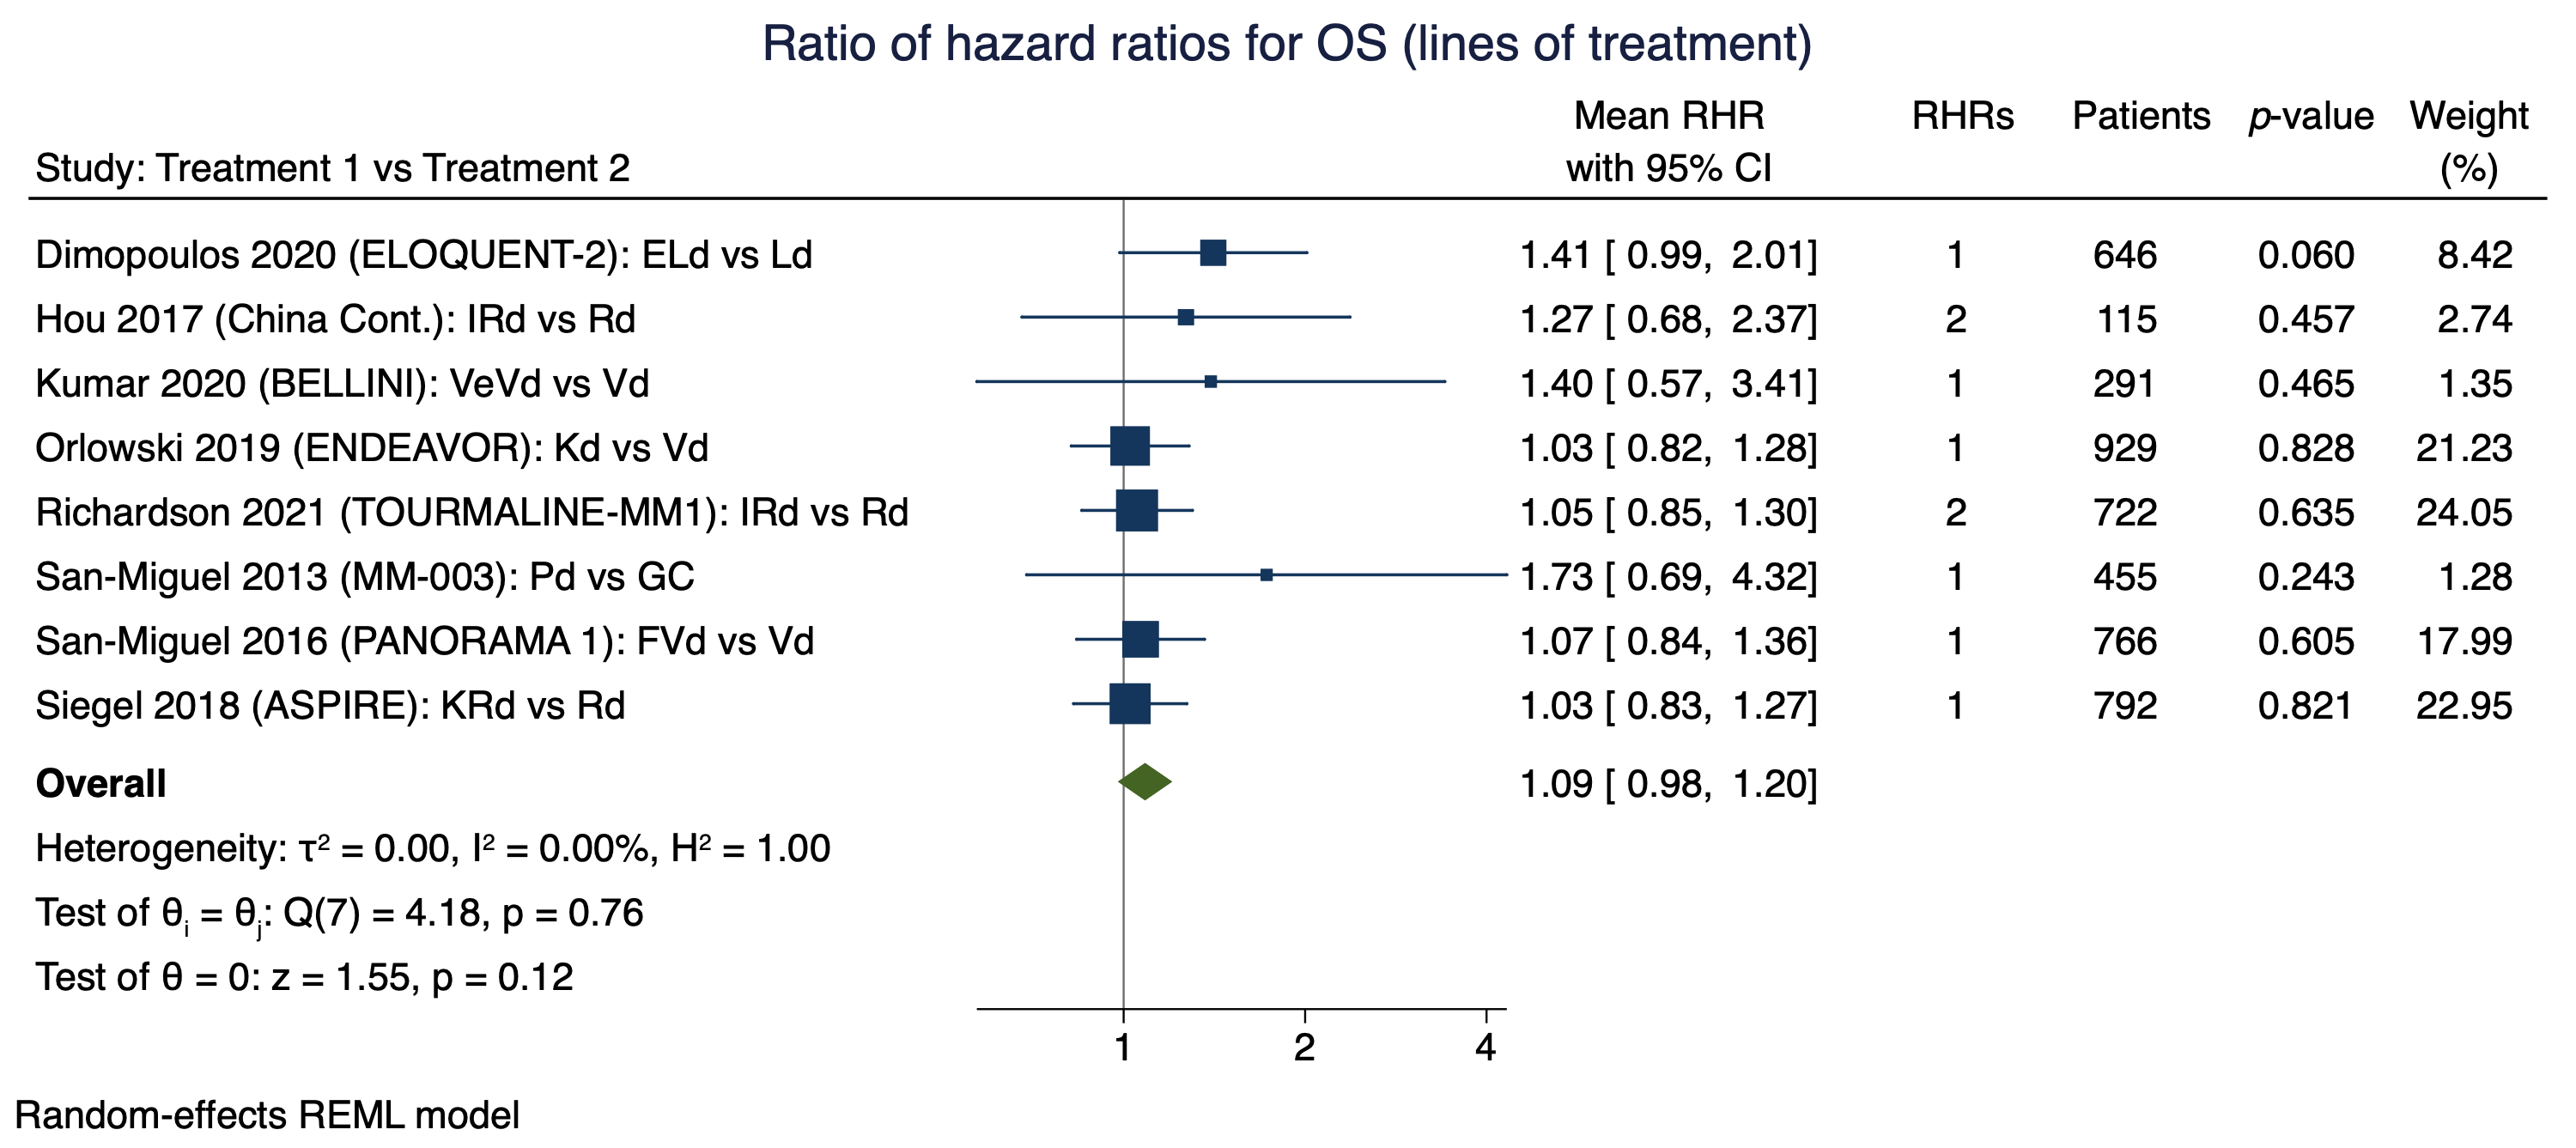 Ratio of hazard ratios for OS (lines of treatment)
Mean RHR RHRs Patients p-value Weight
Study: Treatment 1 vs Treatment 2 with 95% CI (%)
Dimopoulos 2020 (ELOQUENT-2): ELd vs Ld 1.41 [ 0.99, 2.01] 1 646 0.060 8.42
Hou 2017 (China Cont.): IRd vs Rd 1.27 [ 0.68, 2.37] 2 115 0.457 2.74
Kumar 2020 (BELLINI): VeVd vs Vd 1.40 [ 0.57, 3.41] 1 291 0.465 1.35
Orlowski 2019 (ENDEAVOR): Kd vs Vd 1.03 [ 0.82, 1.28] 1 929 0.828 21.23
Richardson 2021 (TOURMALINE-MM1): IRd vs Rd 1.05 [ 0.85, 1.30] 2 722 0.635 24.05
San-Miguel 2013 (MM-003): Pd vs GC 1.73 [ 0.69, 4.32] 1 455 0.243 1.28
San-Miguel 2016 (PANORAMA 1): FVd vs Vd 1.07 [ 0.84, 1.36] 1 766 0.605 17.99
Siegel 2018 (ASPIRE): KRd vs Rd 1.03 [ 0.83, 1.27] 1 792 0.821 22.95
Overall 1.09 [ 0.98, 1.20]
Heterogeneity: τ² = 0.00, I² = 0.00%, H² = 1.00
Test of θᵢ = θⱼ: Q(7) = 4.18, p = 0.76
Test of θ = 0: z = 1.55, p = 0.12
1 2 4
Random-effects REML model